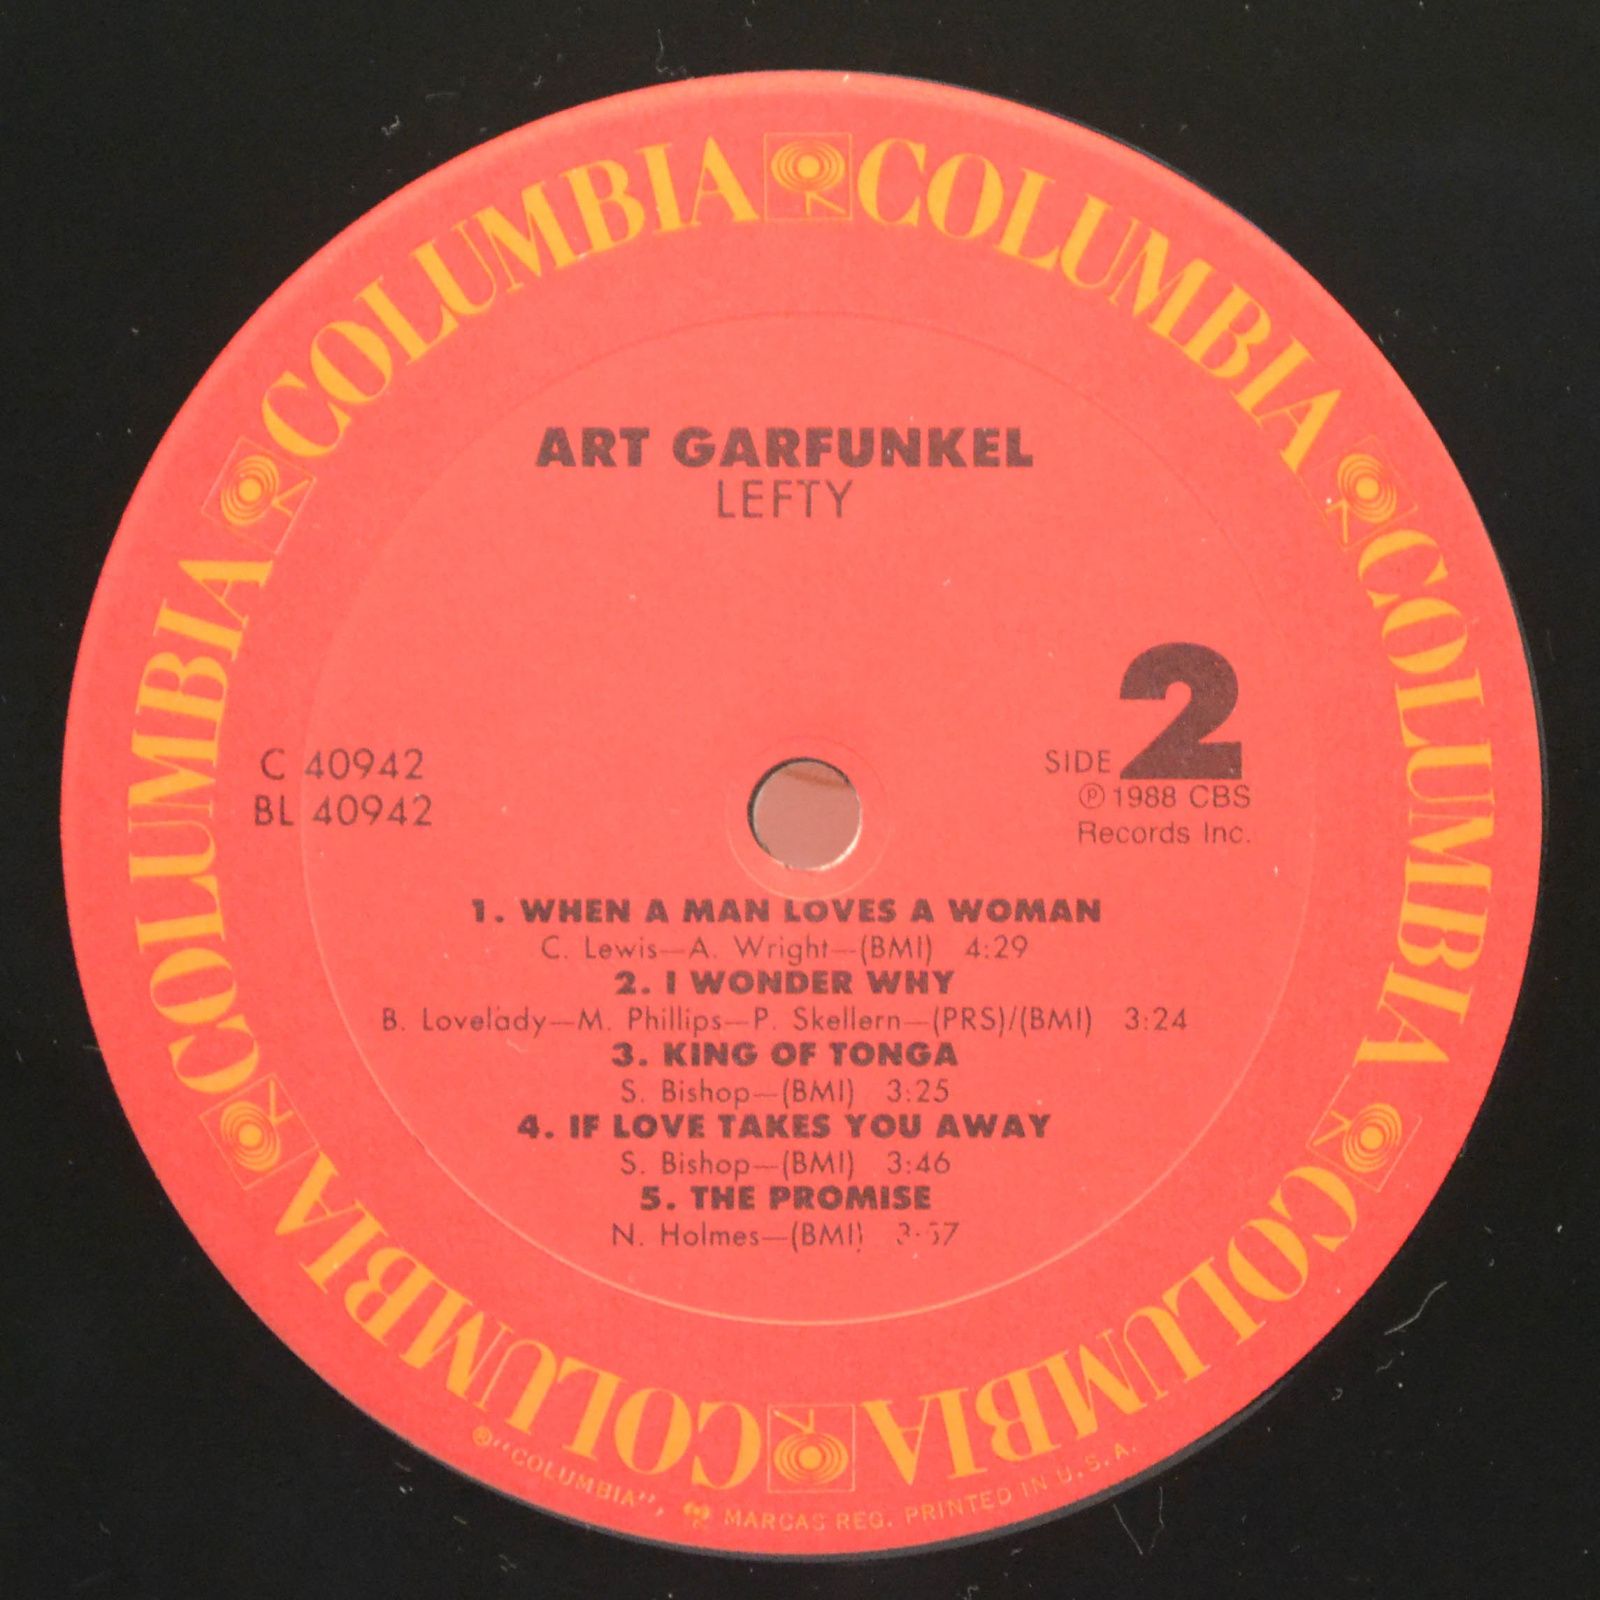 COLUMBIA COLUMBIA COLUMBIA COLUMBIA COLUMBIA COLUMBIA
ART GARFUNKEL
LEFTY
C 40942
BL 40942
SIDE 2
℗ 1988 CBS
Records Inc.
1. WHEN A MAN LOVES A WOMAN
C. Lewis—A. Wright—(BMI) 4:29
2. I WONDER WHY
B. Lovelady—M. Phillips—P. Skellern—(PRS)/(BMI) 3:24
3. KING OF TONGA
S. Bishop—(BMI) 3:25
4. IF LOVE TAKES YOU AWAY
S. Bishop—(BMI) 3:46
5. THE PROMISE
N. Holmes—(BMI) 3:57
® "COLUMBIA", MARCAS REG. PRINTED IN U.S.A.